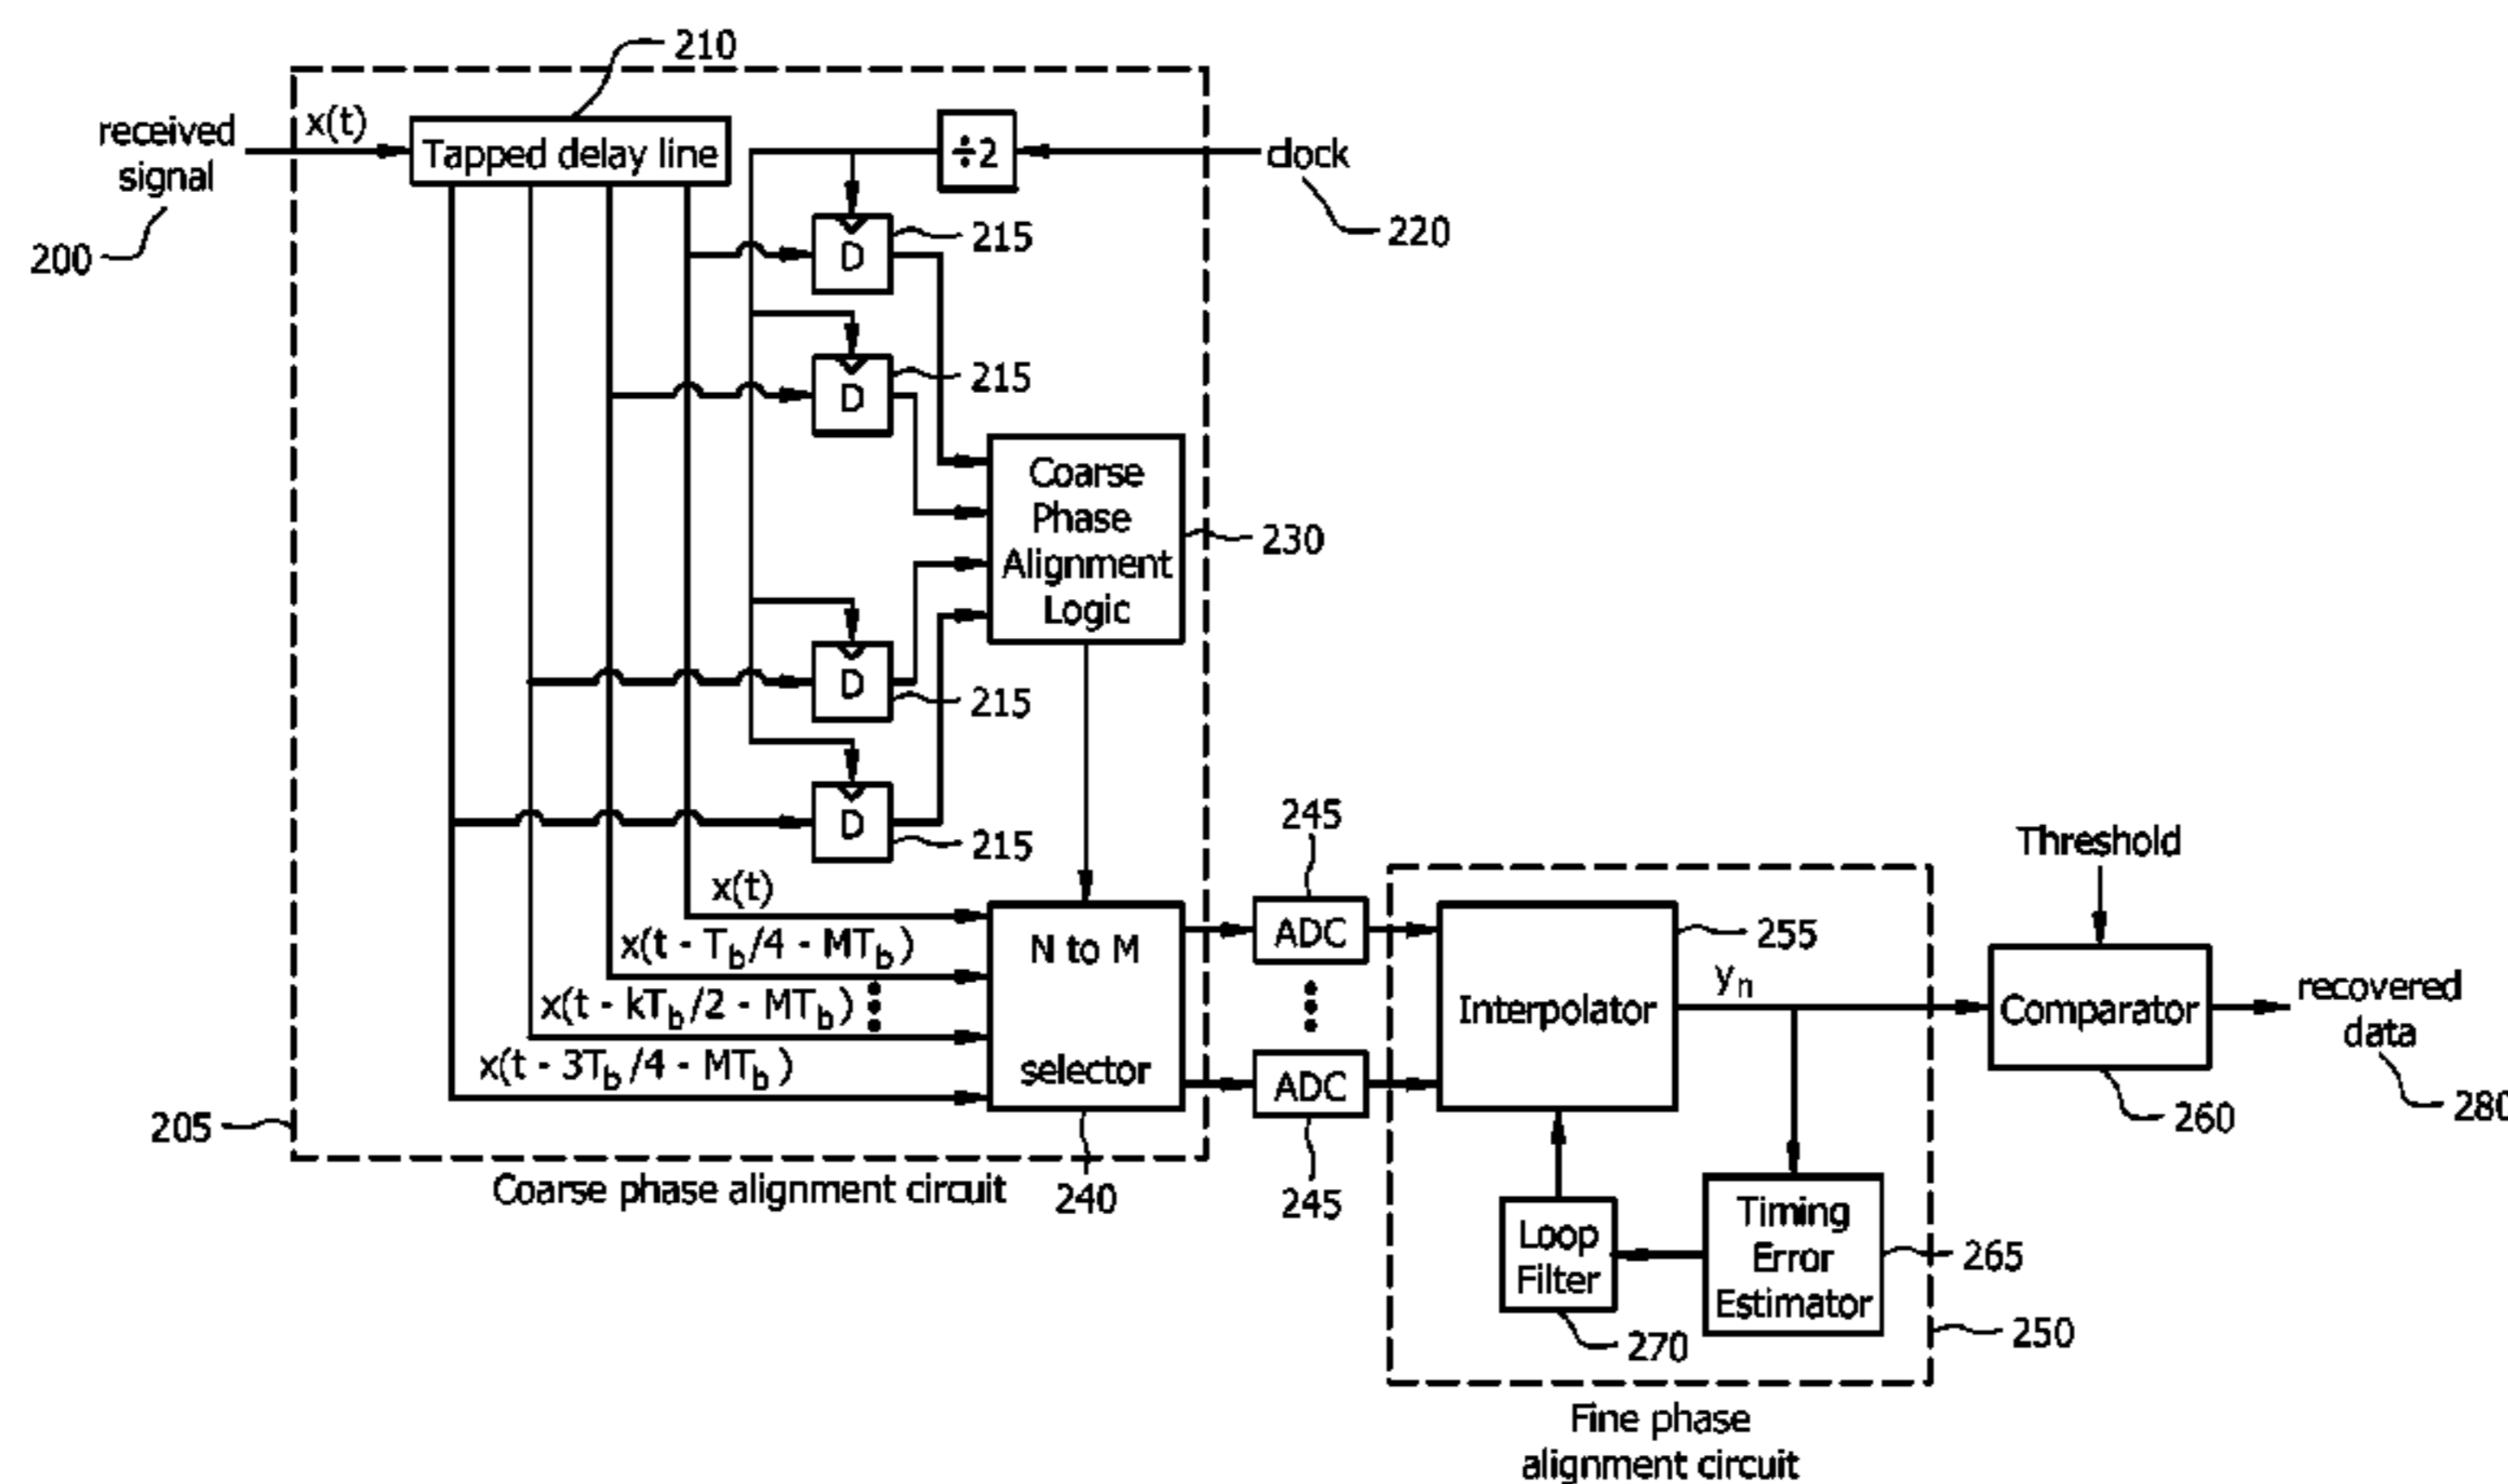 210
received
signal
x(t)
Tapped delay line
÷2
clock
200
220
D
215
D
215
Coarse
Phase
Alignment
Logic
230
D
215
D
215
x(t)
x(t - Tb/4 - MTb)
x(t - kTb/2 - MTb)
x(t - 3Tb/4 - MTb)
N to M
selector
205
Coarse phase alignment circuit
240
245
ADC
ADC
245
Interpolator
255
yn
Threshold
Comparator
260
recovered
data
280
Loop
Filter
270
Timing
Error
Estimator
265
250
Fine phase
alignment circuit